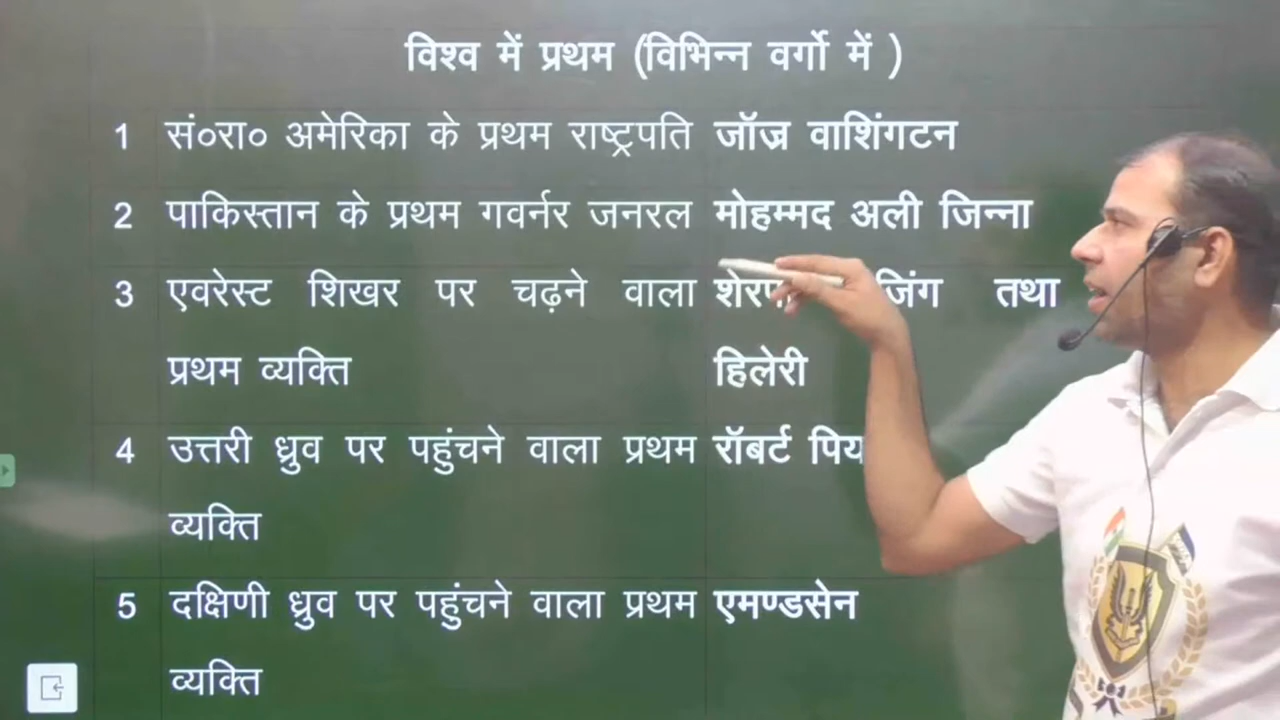 विश्व में प्रथम (विभिन्न वर्गो में )
1 सं०रा० अमेरिका के प्रथम राष्ट्रपति जॉज्र वाशिंगटन
2 पाकिस्तान के प्रथम गवर्नर जनरल मोहम्मद अली जिन्ना
3 एवरेस्ट शिखर पर चढ़ने वाला तथा
प्रथम व्यक्ति हिलेरी
4 उत्तरी ध्रुव पर पहुंचने वाला प्रथम रॉबर्ट
व्यक्ति
5 दक्षिणी ध्रुव पर पहुंचने वाला प्रथम एमण्डसेन
व्यक्ति